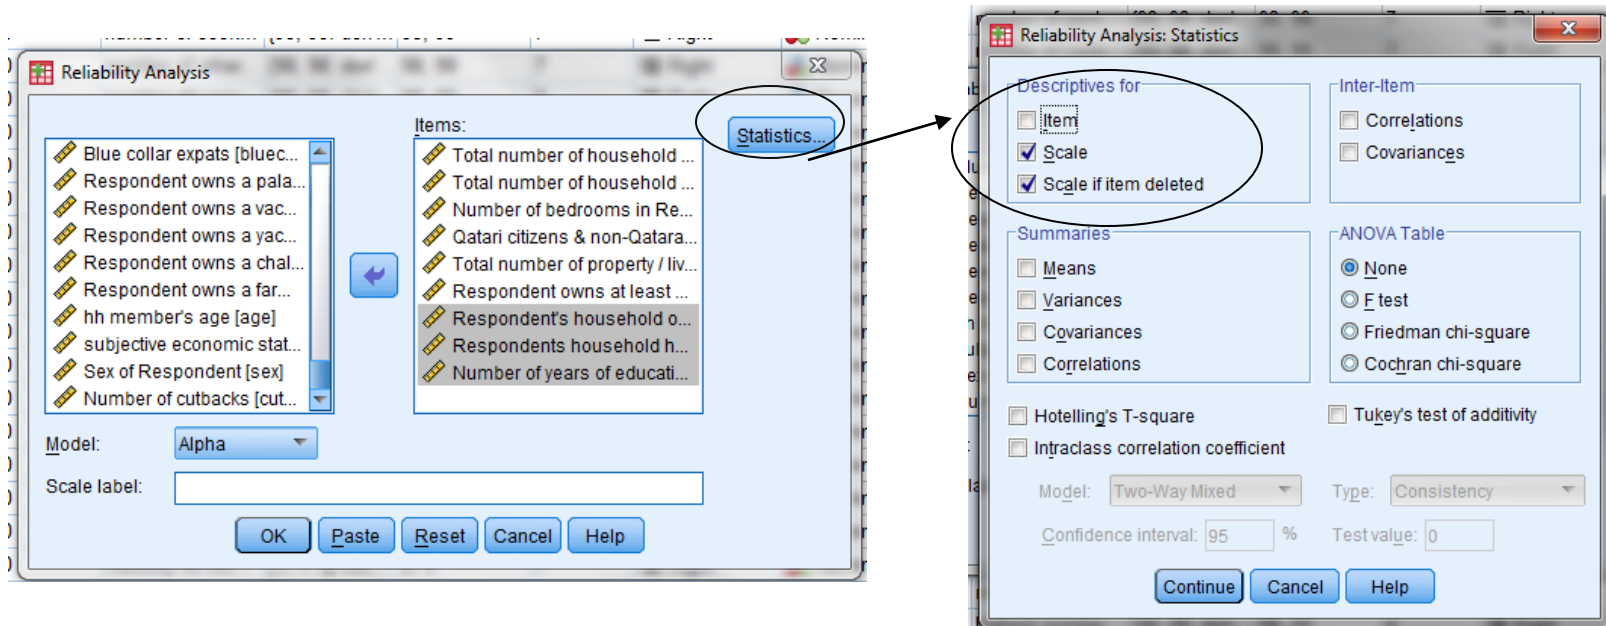 Reliability Analysis
Items:
Statistics...
Blue collar expats [bluec...
Respondent owns a pala...
Respondent owns a vac...
Respondent owns a yac...
Respondent owns a chal...
Respondent owns a far...
hh member's age [age]
subjective economic stat...
Sex of Respondent [sex]
Number of cutbacks [cut...
Total number of household ...
Total number of household ...
Number of bedrooms in Re...
Qatari citizens & non-Qatara...
Total number of property / liv...
Respondent owns at least ...
Respondent's household o...
Respondents household h...
Number of years of educati...
Model:
Alpha
Scale label:
OK
Paste
Reset
Cancel
Help
Reliability Analysis: Statistics
Descriptives for
Item
Scale
Scale if item deleted
Inter-Item
Correlations
Covariances
Summaries
Means
Variances
Covariances
Correlations
ANOVA Table
None
F test
Friedman chi-square
Cochran chi-square
Hotelling's T-square
Tukey's test of additivity
Intraclass correlation coefficient
Model: Two-Way Mixed Type: Consistency
Confidence interval: 95 % Test value: 0
Continue
Cancel
Help